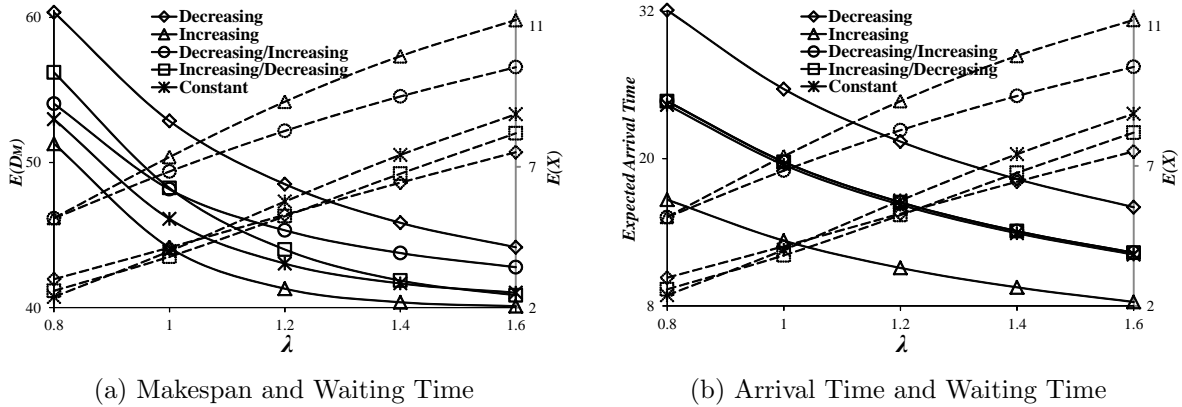 60
50
40
E(DM)
Decreasing
Increasing
Decreasing/Increasing
Increasing/Decreasing
Constant
11
7
2
E(X)
0.8 1 1.2 1.4 1.6
λ
(a) Makespan and Waiting Time
32
20
8
Expected Arrival Time
Decreasing
Increasing
Decreasing/Increasing
Increasing/Decreasing
Constant
11
7
2
E(X)
0.8 1 1.2 1.4 1.6
λ
(b) Arrival Time and Waiting Time